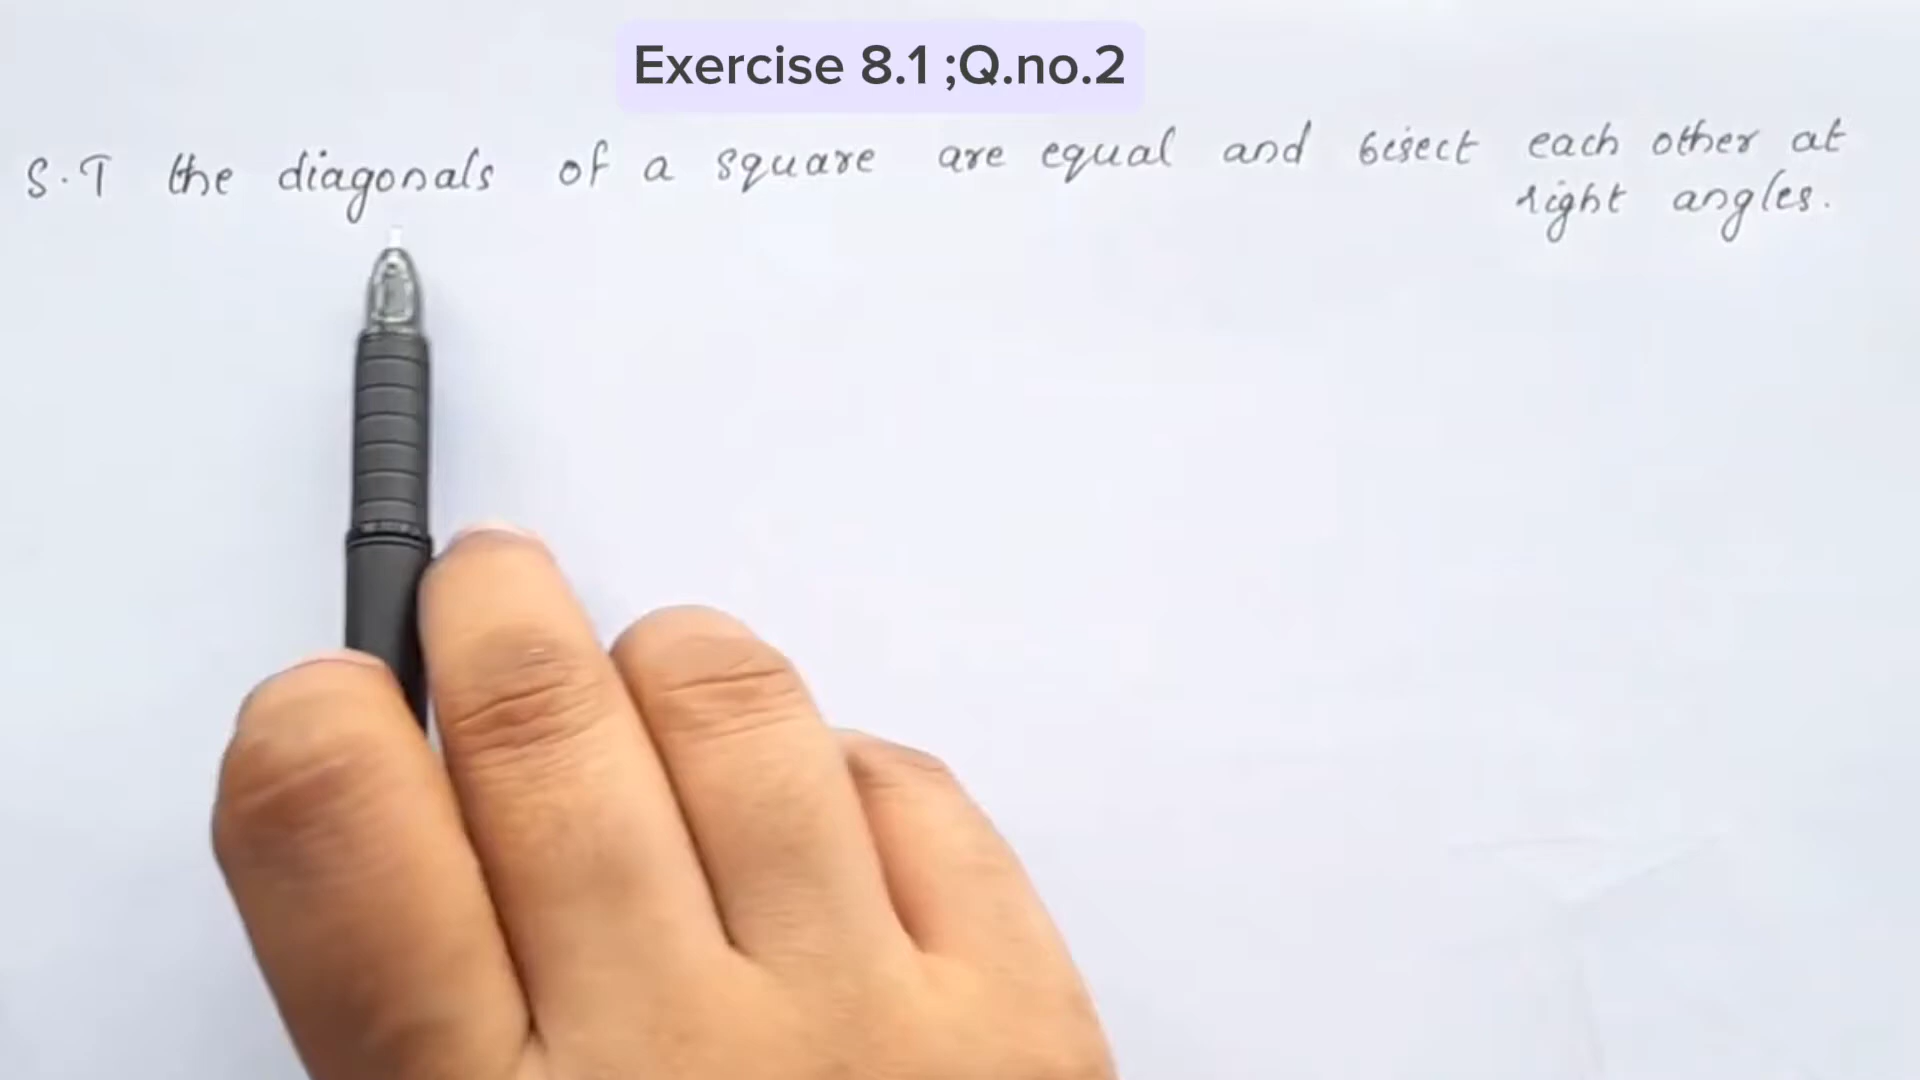 Exercise 8.1 ;Q.no.2
S.T the diagonals of a square are equal and bisect each other at
right angles.